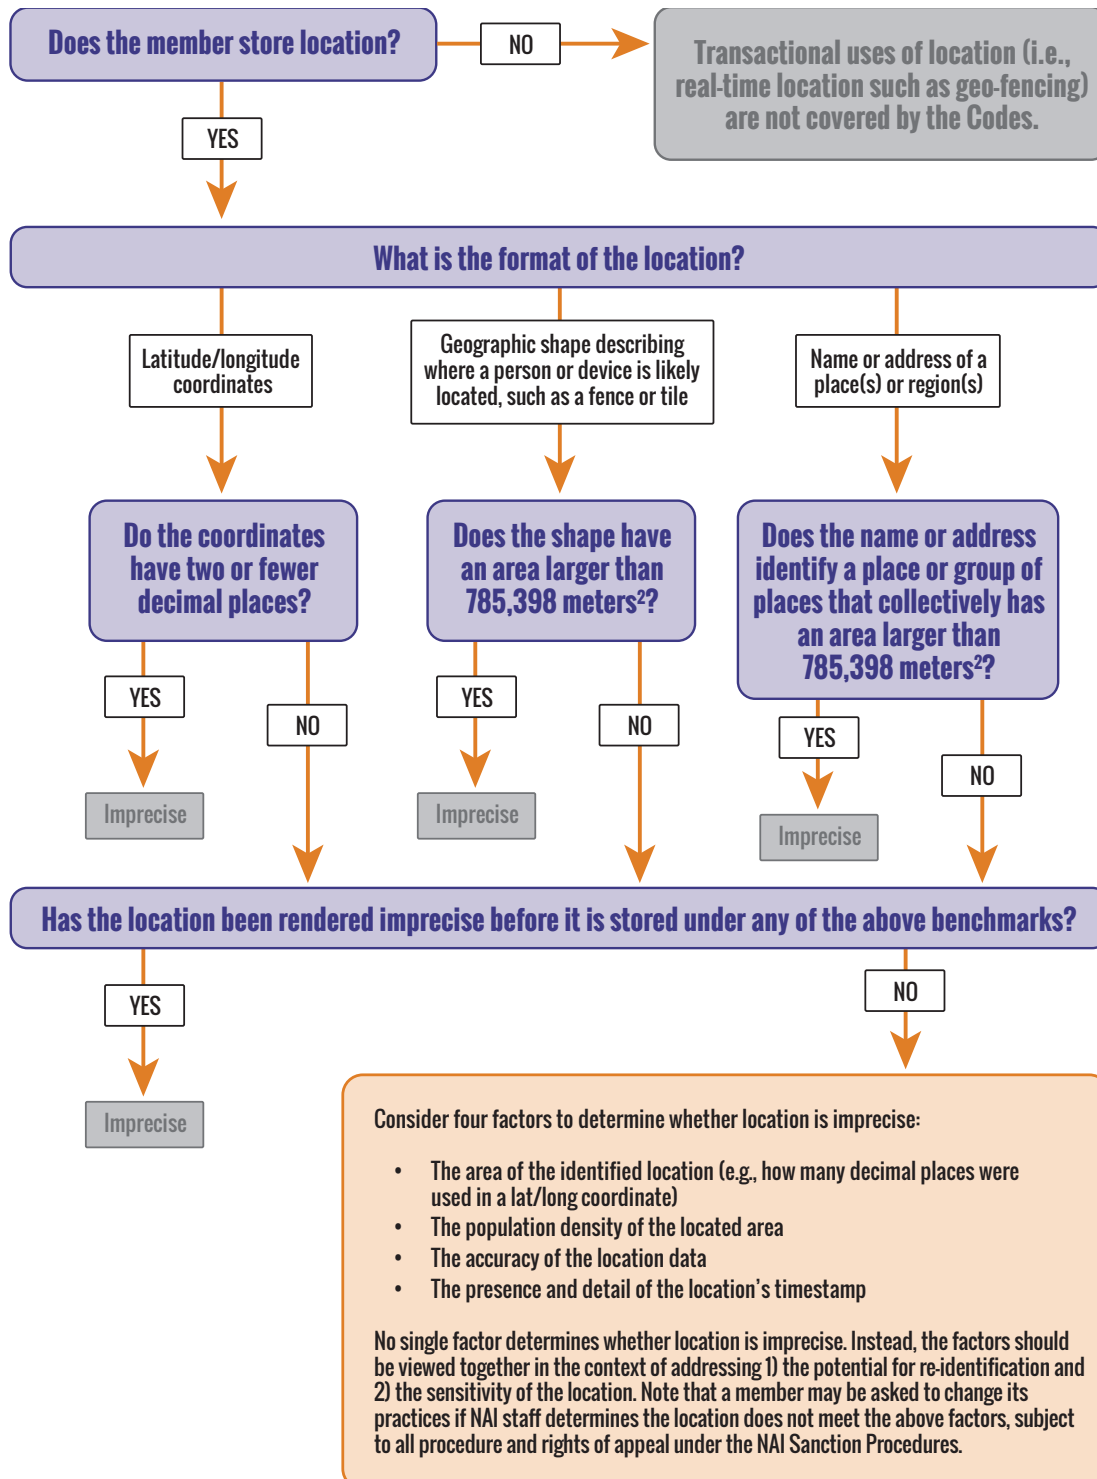 Does the member store location?
NO
Transactional uses of location (i.e.,
real-time location such as geo-fencing)
are not covered by the Codes.
YES
What is the format of the location?
Latitude/longitude
coordinates
Geographic shape describing
where a person or device is likely
located, such as a fence or tile
Name or address of a
place(s) or region(s)
Do the coordinates
have two or fewer
decimal places?
Does the shape have
an area larger than
785,398 meters²?
Does the name or address
identify a place or group of
places that collectively has
an area larger than
785,398 meters²?
YES
NO
YES
NO
YES
NO
Imprecise
Imprecise
Imprecise
Has the location been rendered imprecise before it is stored under any of the above benchmarks?
YES
NO
Imprecise
Consider four factors to determine whether location is imprecise:
• The area of the identified location (e.g., how many decimal places were
used in a lat/long coordinate)
• The population density of the located area
• The accuracy of the location data
• The presence and detail of the location’s timestamp
No single factor determines whether location is imprecise. Instead, the factors should
be viewed together in the context of addressing 1) the potential for re-identification and
2) the sensitivity of the location. Note that a member may be asked to change its
practices if NAI staff determines the location does not meet the above factors, subject
to all procedure and rights of appeal under the NAI Sanction Procedures.